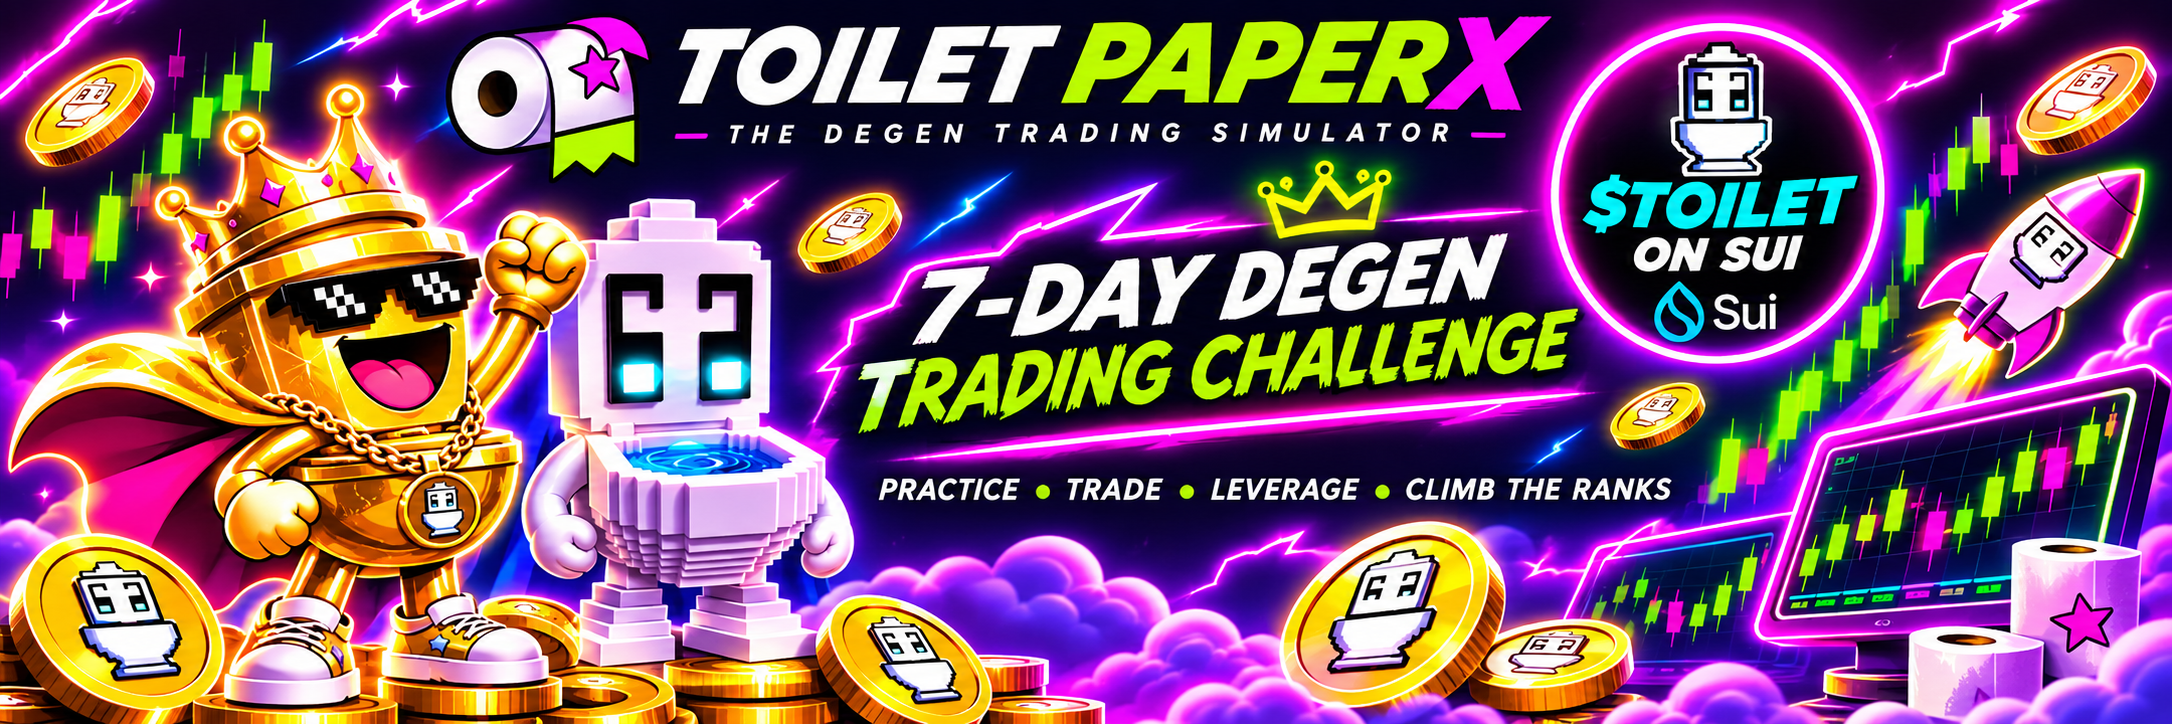 TOILET PAPERX
THE DEGEN TRADING SIMULATOR
$TOILET
ON SUI
Sui
7-DAY DEGEN
TRADING CHALLENGE
PRACTICE • TRADE • LEVERAGE • CLIMB THE RANKS